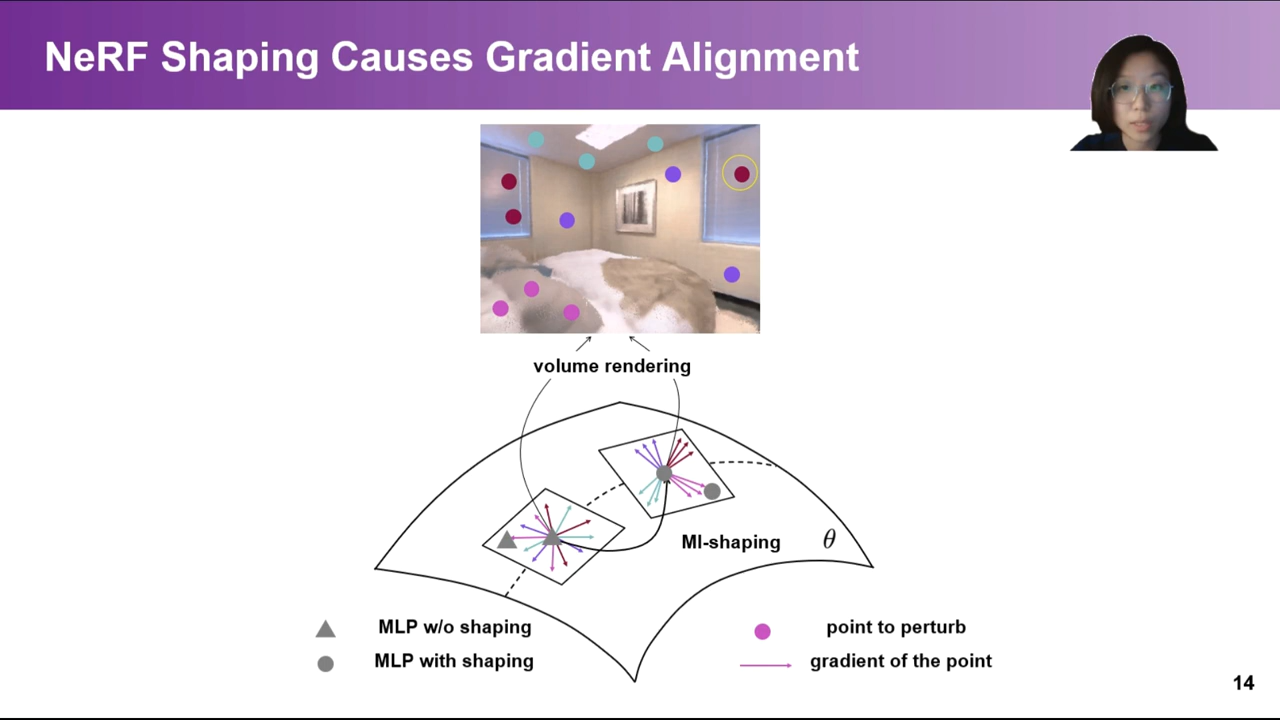 NeRF Shaping Causes Gradient Alignment
volume rendering
MI-shaping
θ
MLP w/o shaping
point to perturb
MLP with shaping
gradient of the point
14